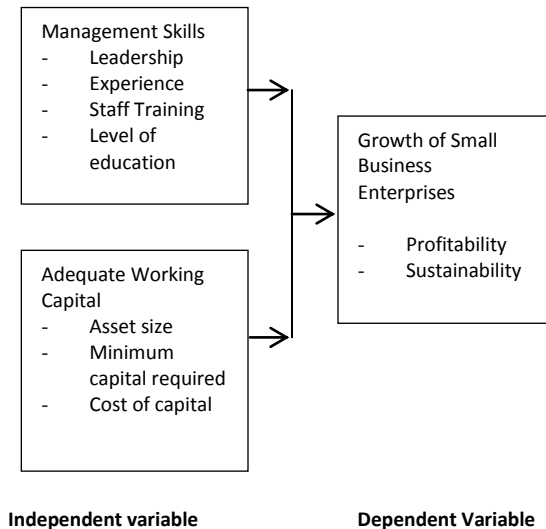 Management Skills
- Leadership
- Experience
- Staff Training
- Level of
education
Adequate Working
Capital
- Asset size
- Minimum
capital required
- Cost of capital
Growth of Small
Business
Enterprises
- Profitability
- Sustainability
Independent variable
Dependent Variable